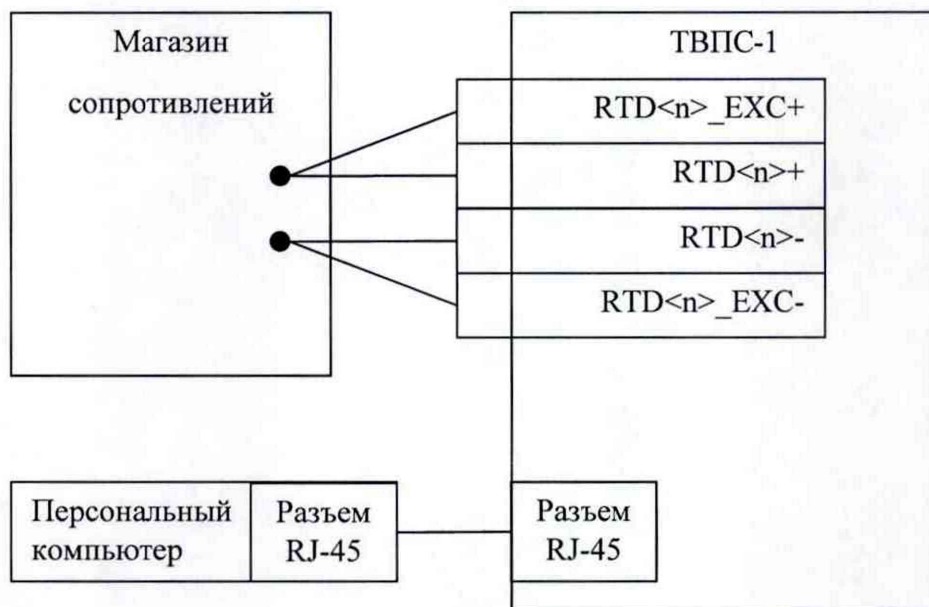 Магазин
сопротивлений
ТВПС-1
RTD<n>_EXC+
RTD<n>+
RTD<n>-
RTD<n>_EXC-
Персональный
компьютер
Разъем
RJ-45
Разъем
RJ-45